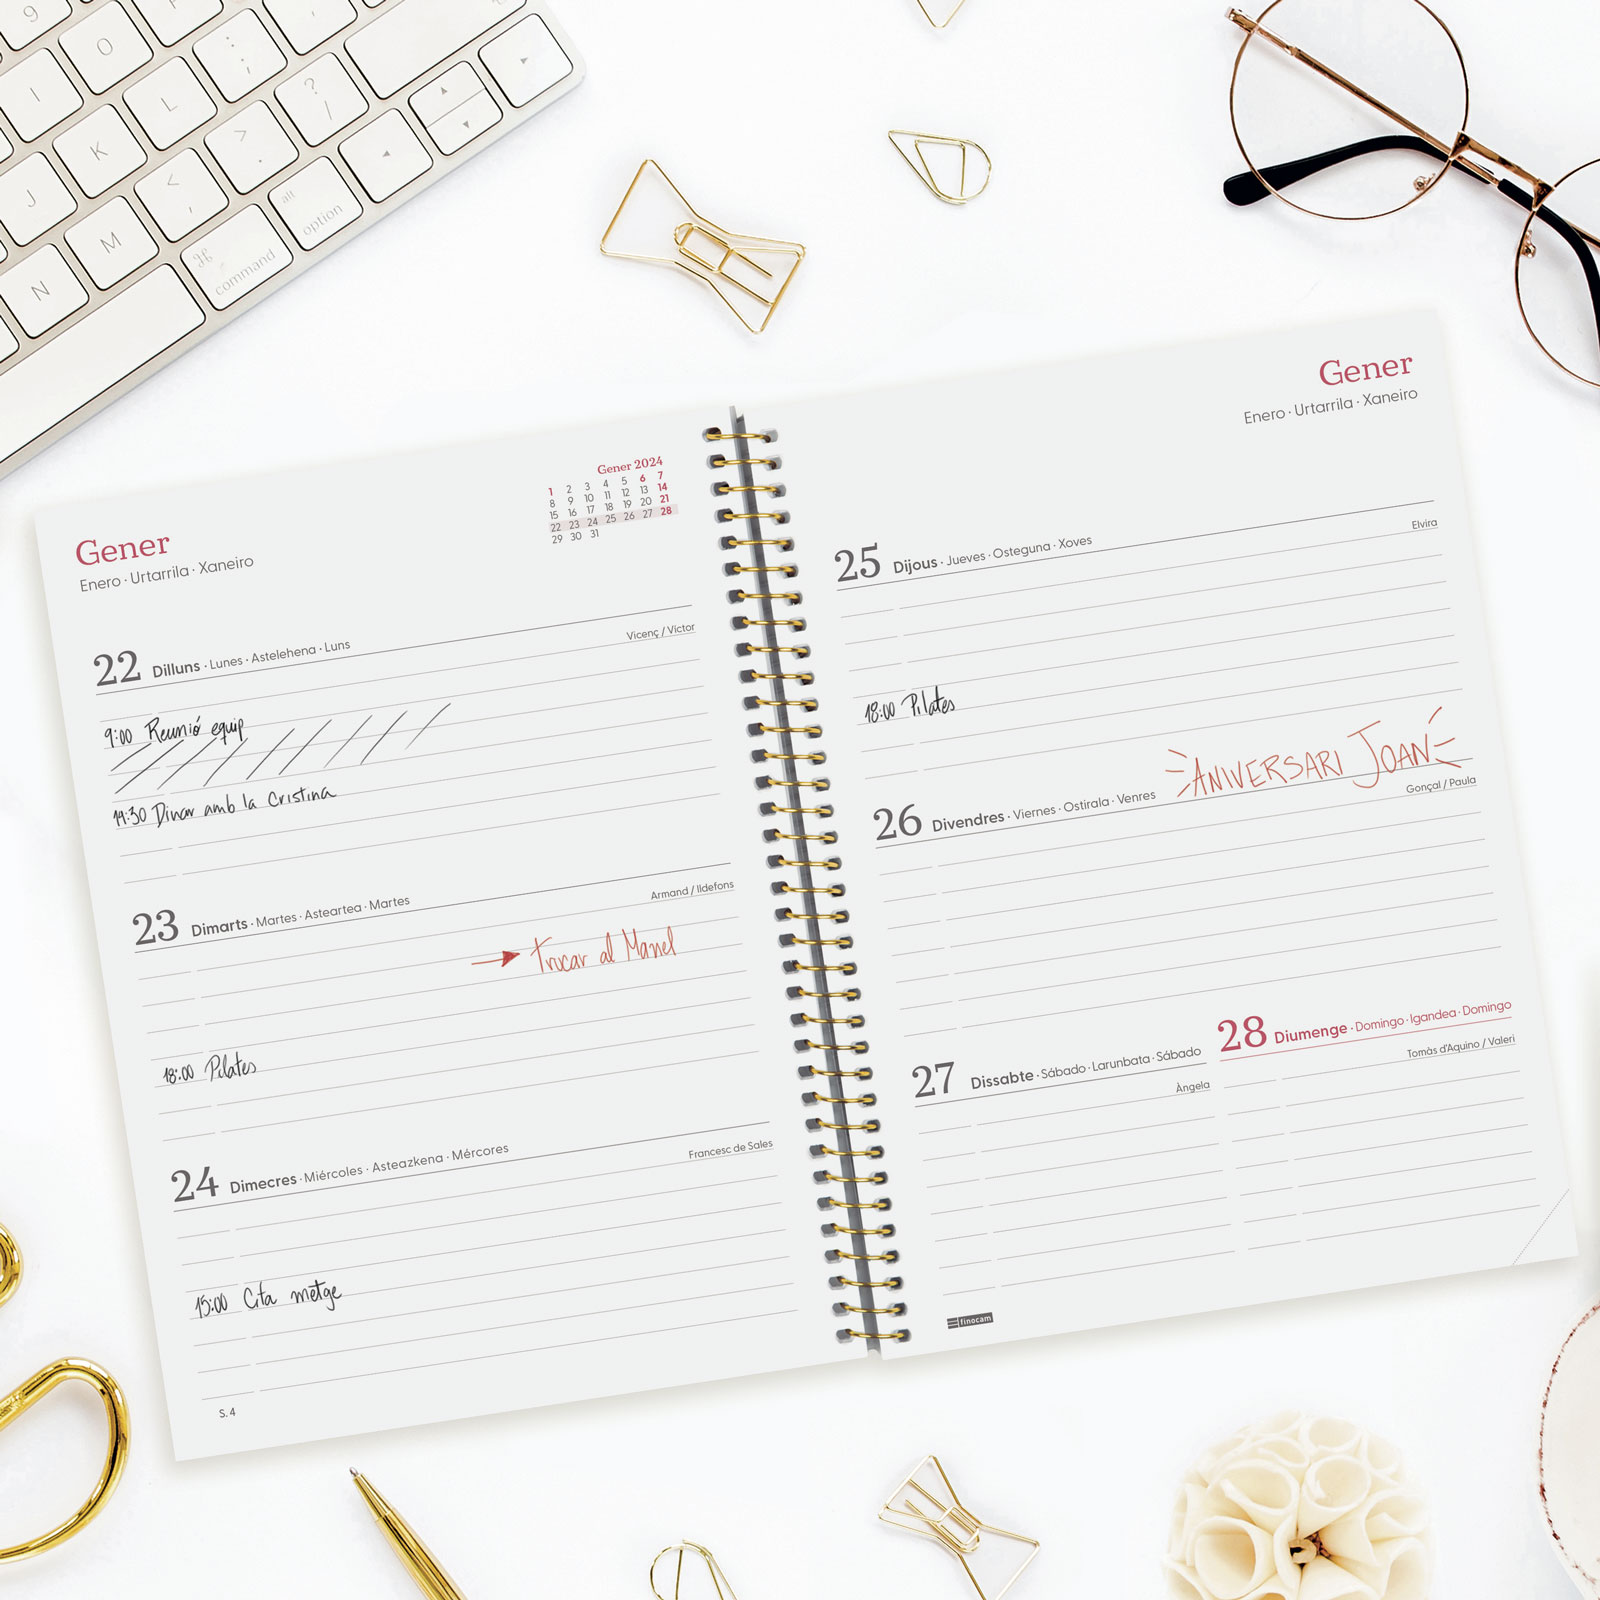 9
O
:
;
I
L
?
/
K
>
.
J
<
,
alt
option
M
⌘
command
N
Gener
Enero · Urtarrila · Xaneiro
Gener 2024
1 2 3 4 5 6 7
8 9 10 11 12 13 14
15 16 17 18 19 20 21
22 23 24 25 26 27 28
29 30 31
22 Dilluns · Lunes · Astelehena · Luns
Vicenç / Víctor
9:00 Reunió equip
14:30 Dinar amb la Cristina
23 Dimarts · Martes · Asteartea · Martes
Armand / Ildefons
→ Trucar al Manel
18:00 Pilates
24 Dimecres · Miércoles · Asteazkena · Mércores
Francesc de Sales
15:00 Cita metge
S. 4
Gener
Enero · Urtarrila · Xaneiro
25 Dijous · Jueves · Osteguna · Xoves
Elvira
18:00 Pilates
ANIVERSARI JOAN
26 Divendres · Viernes · Ostirala · Venres
Gonçal / Paula
27 Dissabte · Sábado · Larunbata · Sábado
Àngela
28 Diumenge · Domingo · Igandea · Domingo
Tomàs d'Aquino / Valeri
finocam